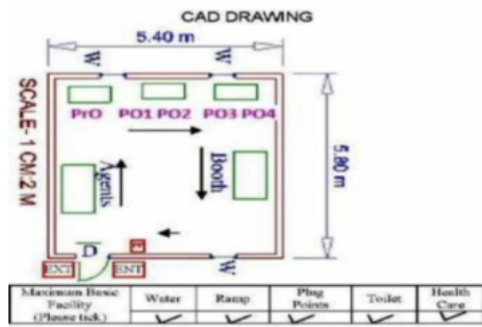 CAD DRAWING
5.40 m
W W
SCALE- 1 CM:2 M
PrO PO1 PO2 PO3 PO4
Agents
Booth
5.80 m
D
EXT ENT
W
Maximum Basic Facility (Please tick) Water Ramp Plug Points Toilet Health Care